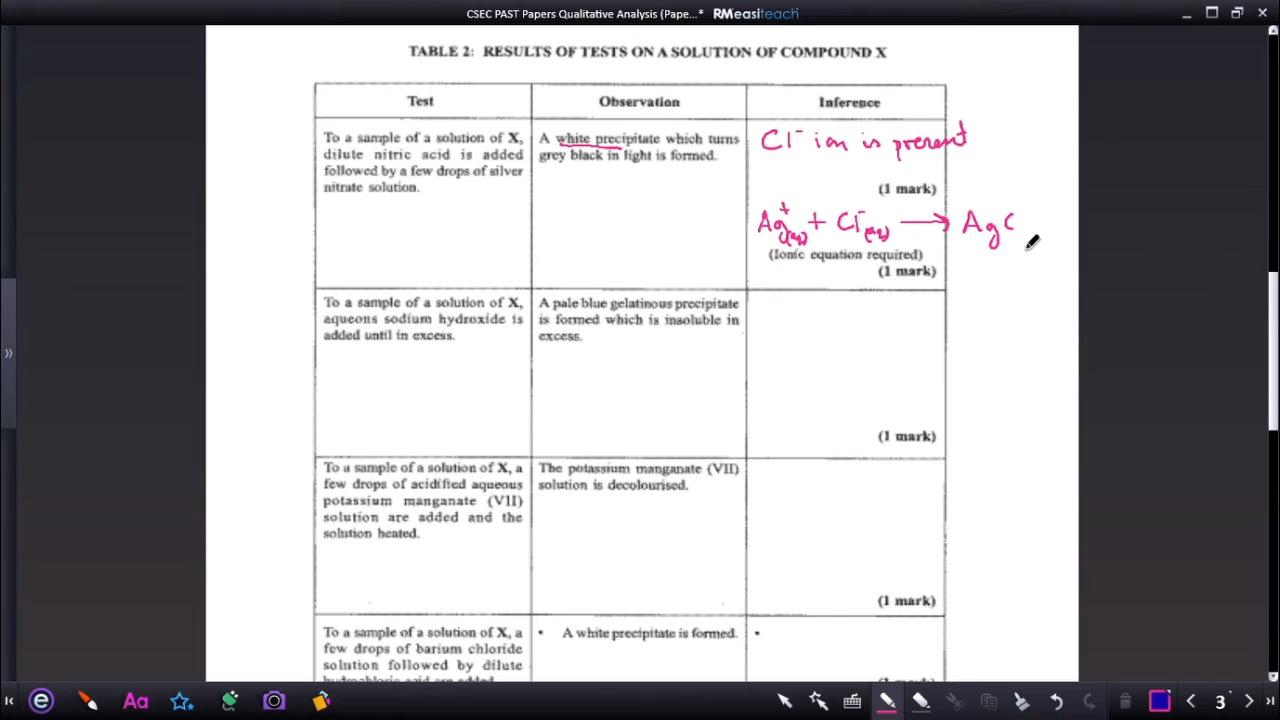 CSEC PAST Papers Qualitative Analysis (Pape...* RMeasiteach
TABLE 2: RESULTS OF TESTS ON A SOLUTION OF COMPOUND X
Test
Observation
Inference
To a sample of a solution of X,
dilute nitric acid is added
followed by a few drops of silver
nitrate solution.
A white precipitate which turns
grey black in light is formed.
Cl⁻ ion is present
(1 mark)
Ag⁺(aq) + Cl⁻(aq) → AgC
(Ionic equation required)
(1 mark)
To a sample of a solution of X,
aqueous sodium hydroxide is
added until in excess.
A pale blue gelatinous precipitate
is formed which is insoluble in
excess.
(1 mark)
To a sample of a solution of X, a
few drops of acidified aqueous
potassium manganate (VII)
solution are added and the
solution heated.
The potassium manganate (VII)
solution is decolourised.
(1 mark)
To a sample of a solution of X, a
few drops of barium chloride
solution followed by dilute
hydrochloric acid are added
• A white precipitate is formed.
•
(1 mark)
Aa
3